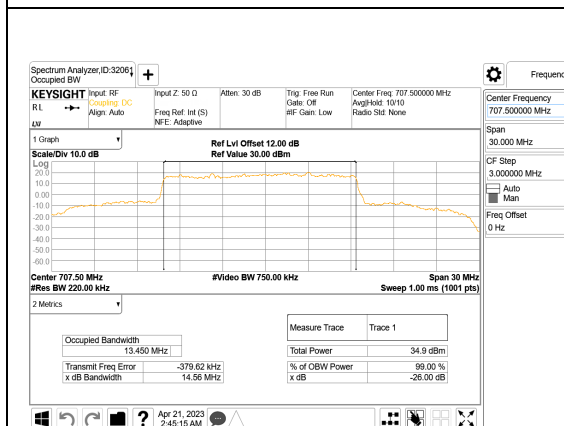 Spectrum Analyzer,ID:32061
Occupied BW
Frequenc
KEYSIGHT Input: RF Input Z: 50 Ω Atten: 30 dB Trig: Free Run Center Freq: 707.500000 MHz
Coupling: DC Gate: Off Avg|Hold: 10/10
RL Align: Auto Freq Ref: Int (S) #IF Gain: Low Radio Std: None
NFE: Adaptive
LXI
Center Frequency
707.500000 MHz
Span
30.000 MHz
CF Step
3.000000 MHz
Auto
Man
Freq Offset
0 Hz
1 Graph
Ref Lvl Offset 12.00 dB
Scale/Div 10.0 dB Ref Value 30.00 dBm
Log
20.0
10.0
0.00
-10.0
-20.0
-30.0
-40.0
-50.0
-60.0
Center 707.50 MHz #Video BW 750.00 kHz Span 30 MHz
#Res BW 220.00 kHz Sweep 1.00 ms (1001 pts)
2 Metrics
Measure Trace Trace 1
Occupied Bandwidth
13.450 MHz Total Power 34.9 dBm
Transmit Freq Error -379.62 kHz % of OBW Power 99.00 %
x dB Bandwidth 14.56 MHz x dB -26.00 dB
Apr 21, 2023
2:45:15 AM